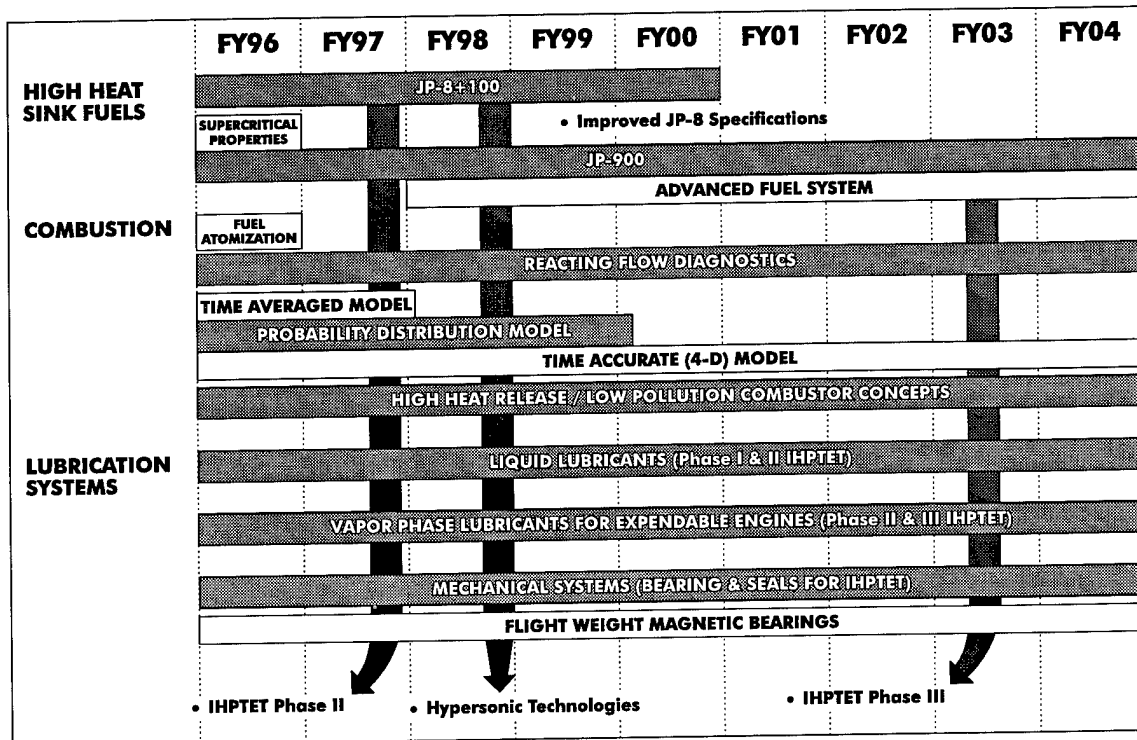 FY96 FY97 FY98 FY99 FY00 FY01 FY02 FY03 FY04
HIGH HEAT
SINK FUELS
JP-8+100
SUPERCRITICAL
PROPERTIES
• Improved JP-8 Specifications
JP-900
ADVANCED FUEL SYSTEM
COMBUSTION
FUEL
ATOMIZATION
REACTING FLOW DIAGNOSTICS
TIME AVERAGED MODEL
PROBABILITY DISTRIBUTION MODEL
TIME ACCURATE (4-D) MODEL
HIGH HEAT RELEASE / LOW POLLUTION COMBUSTOR CONCEPTS
LUBRICATION
SYSTEMS
LIQUID LUBRICANTS (Phase I & II IHPTET)
VAPOR PHASE LUBRICANTS FOR EXPENDABLE ENGINES (Phase II & III IHPTET)
MECHANICAL SYSTEMS (BEARING & SEALS FOR IHPTET)
FLIGHT WEIGHT MAGNETIC BEARINGS
• IHPTET Phase II
• Hypersonic Technologies
• IHPTET Phase III